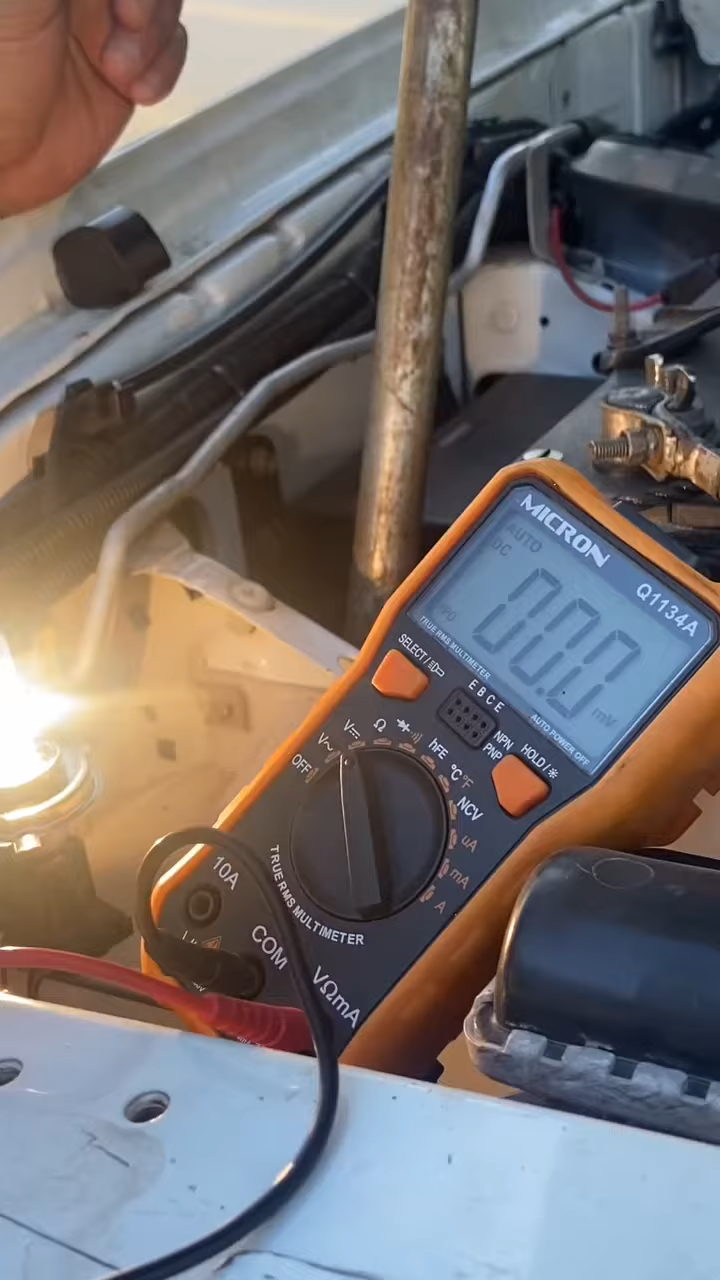 MICRON
AUTO
DC
Q1134A
00.0
mV
TRUE RMS MULTIMETER
AUTO POWER OFF
SELECT /
E B C E
NPN
PNP
HOLD/☀
OFF
V~
V⎓
Ω
hFE
°C °F
NCV
uA
mA
A
TRUE RMS MULTIMETER
10A
COM
VΩmA